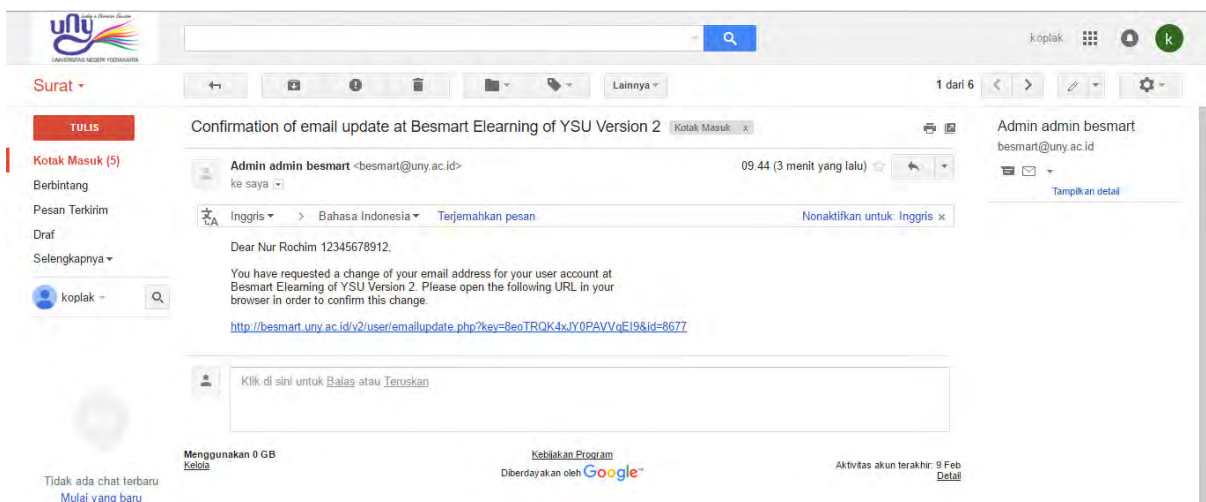 uny
UNIVERSITAS NEGERI YOGYAKARTA
koplak
k
Surat
Lainnya
1 dari 6
TULIS
Kotak Masuk (5)
Berbintang
Pesan Terkirim
Draf
Selengkapnya
koplak
Confirmation of email update at Besmart Elearning of YSU Version 2 Kotak Masuk x
Admin admin besmart <besmart@uny.ac.id>
09.44 (3 menit yang lalu)
ke saya
Inggris > Bahasa Indonesia Terjemahkan pesan Nonaktifkan untuk: Inggris x
Dear Nur Rochim 12345678912,
You have requested a change of your email address for your user account at
Besmart Elearning of YSU Version 2. Please open the following URL in your
browser in order to confirm this change.
http://besmart.uny.ac.id/v2/user/emailupdate.php?key=8eoTRQK4xJY0PAVVqEI9&id=8677
Klik di sini untuk Balas atau Teruskan
Admin admin besmart
besmart@uny.ac.id
Tampilkan detail
Menggunakan 0 GB
Kelola
Kebijakan Program
Diberdayakan oleh Google™
Aktivitas akun terakhir: 9 Feb
Detail
Tidak ada chat terbaru
Mulai yang baru